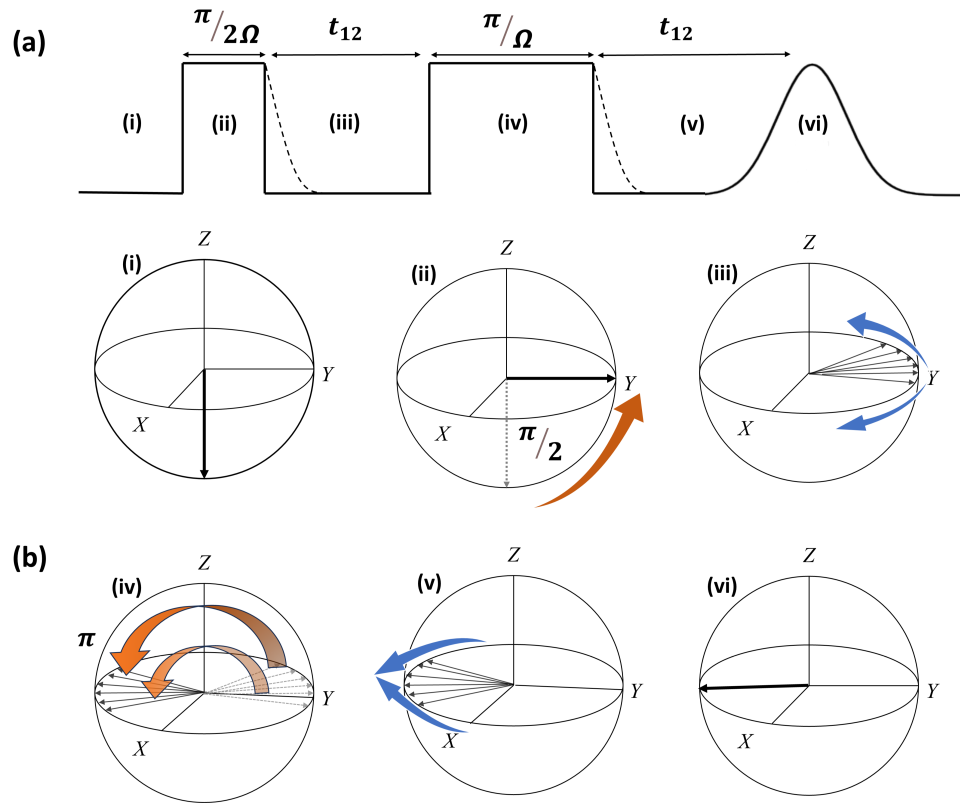 (a)
π/2Ω t12 π/Ω t12
(i) (ii) (iii) (iv) (v) (vi)
(i) Z Y X
(ii) Z Y X π/2
(iii) Z Y X
(b)
(iv) Z π Y X
(v) Z Y X
(vi) Z Y X